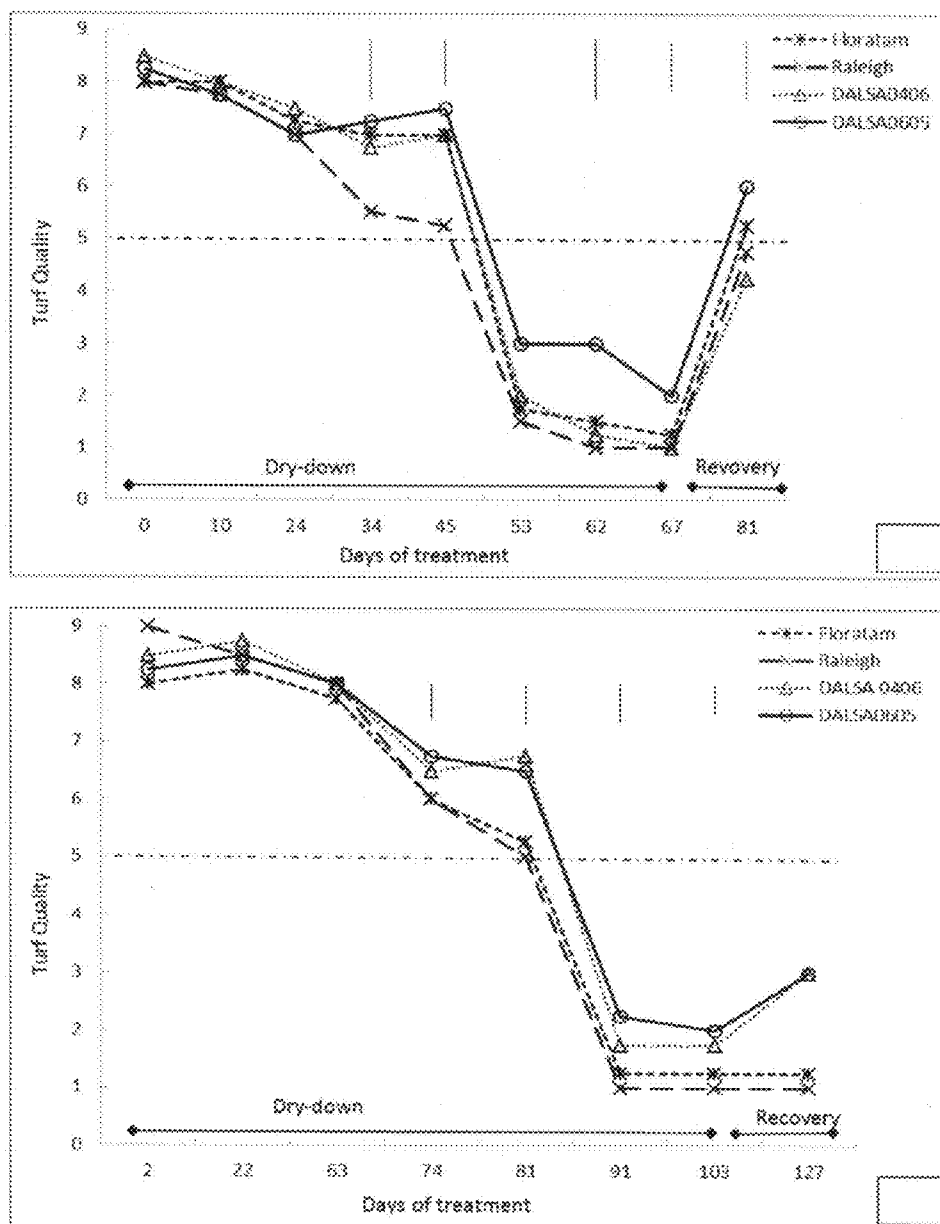 9
8
7
6
5
4
3
2
1
0
Turf Quality
Floratam
Raleigh
DALSA0406
DALSA0605
Dry-down
Revovery
0 10 24 34 45 53 62 67 81
Days of treatment
9
8
7
6
5
4
3
2
1
0
Turf Quality
Floratam
Raleigh
DALSA 0406
DALSA0605
Dry-down
Recovery
2 22 63 74 83 91 103 127
Days of treatment